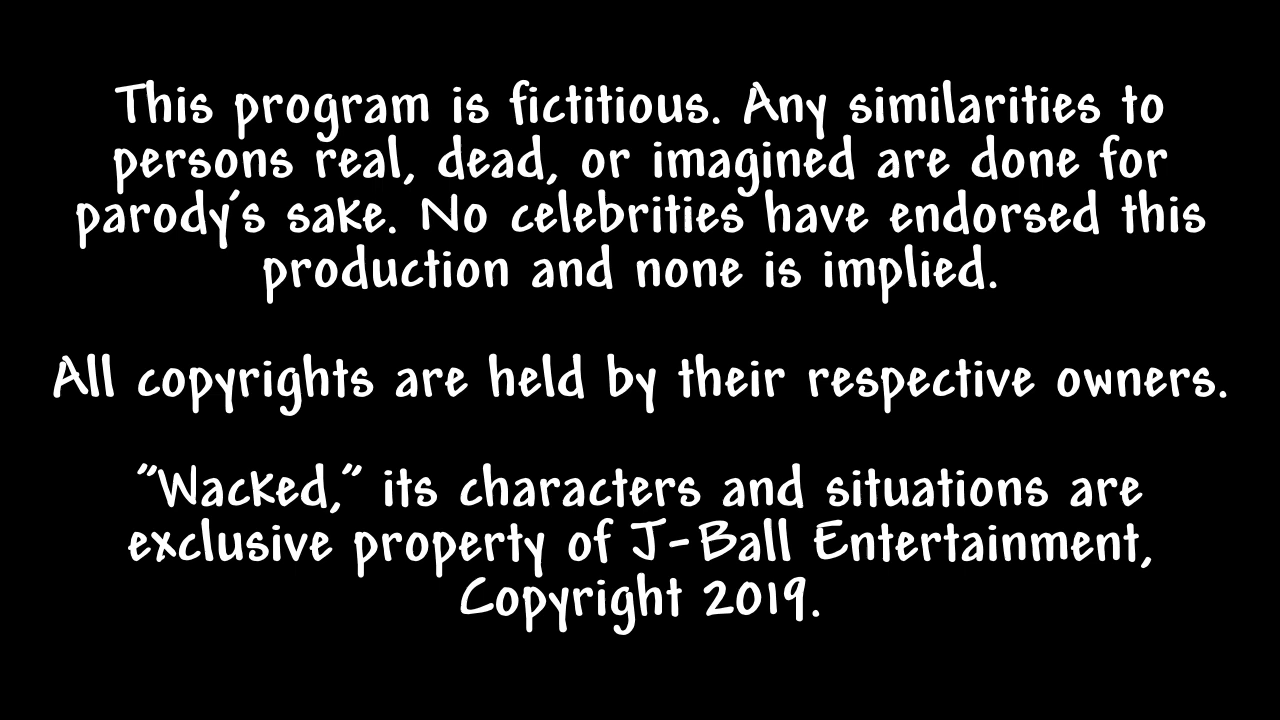 This program is fictitious. Any similarities to
persons real, dead, or imagined are done for
parody's sake. No celebrities have endorsed this
production and none is implied.
All copyrights are held by their respective owners.
"Wacked," its characters and situations are
exclusive property of J-Ball Entertainment,
Copyright 2019.